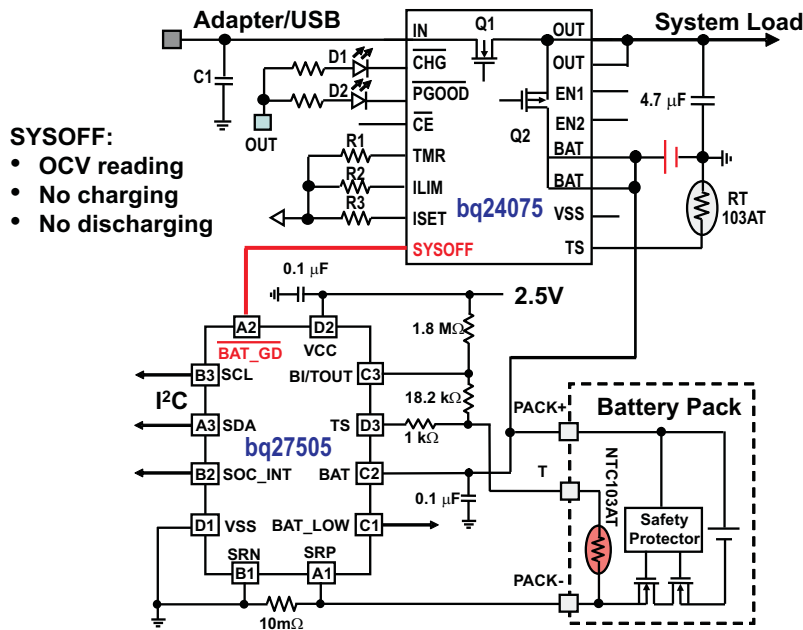 Adapter/USB
System Load
IN
Q1
OUT
D1
CHG
OUT
C1
D2
PGOOD
EN1
4.7 μF
CE
Q2
EN2
OUT
SYSOFF:
• OCV reading
• No charging
• No discharging
R1
TMR
BAT
R2
ILIM
BAT
R3
ISET
bq24075
VSS
RT
103AT
SYSOFF
TS
0.1 μF
2.5V
A2
D2
1.8 MΩ
BAT_GD
VCC
B3
SCL
BI/TOUT
C3
I²C
18.2 kΩ
PACK+
Battery Pack
A3
SDA
TS
D3
1 kΩ
bq27505
B2
SOC_INT
BAT
C2
T
NTC103AT
0.1 μF
D1
VSS
BAT_LOW
C1
Safety
Protector
SRN
SRP
B1
A1
PACK-
10mΩ